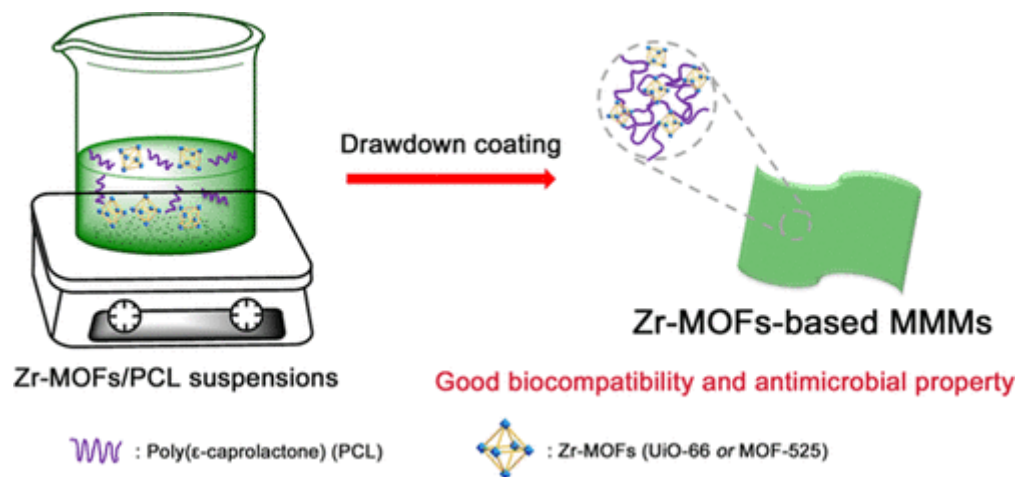 Drawdown coating
Zr-MOFs-based MMMs
Zr-MOFs/PCL suspensions
Good biocompatibility and antimicrobial property
: Poly(ε-caprolactone) (PCL)
: Zr-MOFs (UiO-66 or MOF-525)